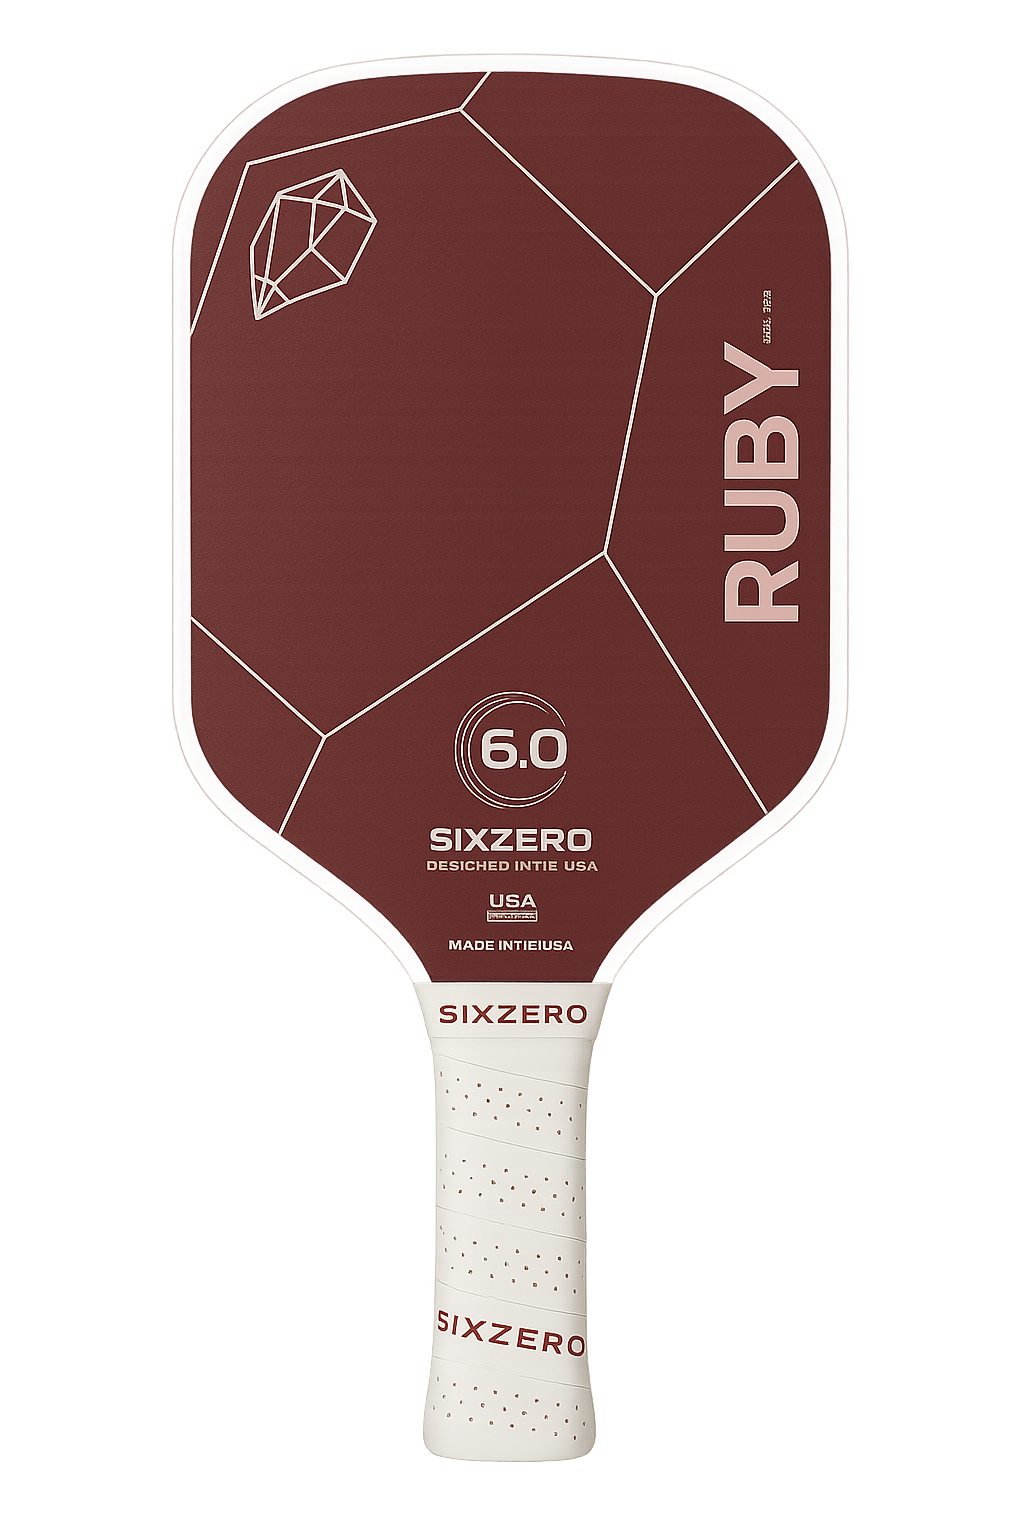 RUBY
6.0
SIXZERO
DESICHED INTIE USA
USA
MADE INTIEIUSA
SIXZERO
SIXZERO